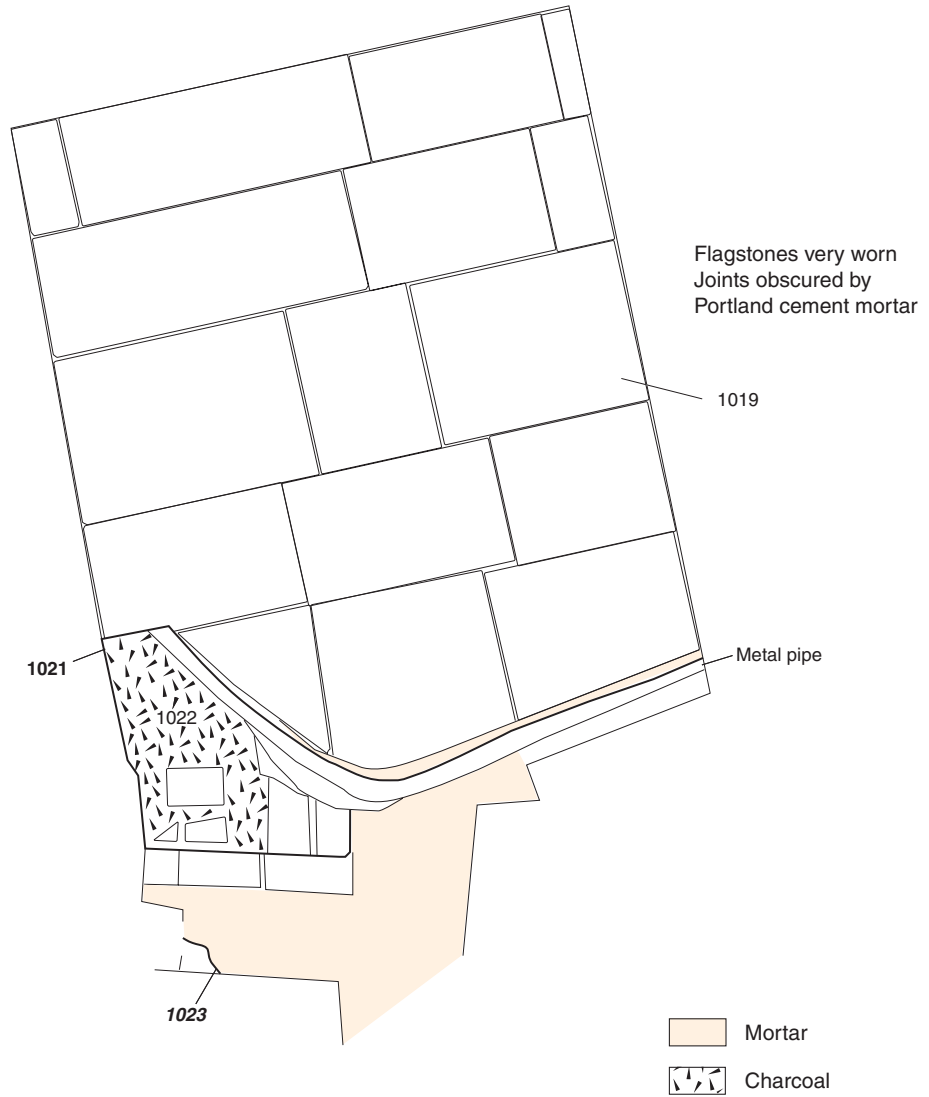 Flagstones very worn
Joints obscured by
Portland cement mortar
1019
Metal pipe
1021
1022
1023
Mortar
Charcoal